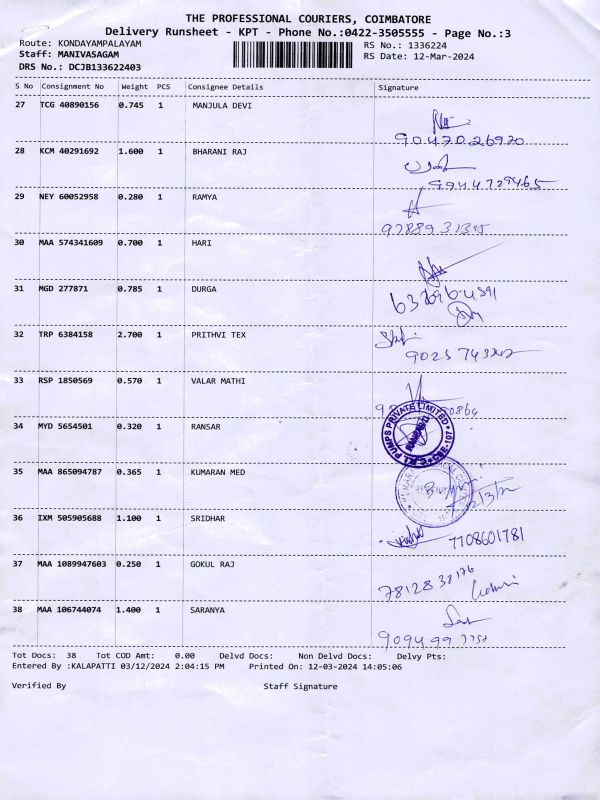 THE PROFESSIONAL COURIERS, COIMBATORE
Delivery Runsheet - KPT - Phone No.:0422-3505555 - Page No.:3
Route: KONDAYAMPALAYAM RS No.: 1336224
Staff: MANIVASAGAM RS Date: 12-Mar-2024
DRS No.: DCJB133622403
S No Consignment No Weight PCS Consignee Details Signature
27 TCG 40890156 0.745 1 MANJULA DEVI
9047026920
28 KCM 40291692 1.600 1 BHARANI RAJ
9944729465
29 NEY 60052958 0.280 1 RAMYA
30 MAA 574341609 0.700 1 HARI
31 MGD 277871 0.785 1 DURGA
32 TRP 6384158 2.700 1 PRITHVI TEX
33 RSP 1850569 0.570 1 VALAR MATHI
34 MYD 5654501 0.320 1 RANSAR
PUMPS PRIVATE LIMITED
35 MAA 865094787 0.365 1 KUMARAN MED
36 IXM 505905688 1.100 1 SRIDHAR
7108601781
37 MAA 1089947603 0.250 1 GOKUL RAJ
7812838176
38 MAA 106744074 1.400 1 SARANYA
Tot Docs: 38 Tot COD Amt: 0.00 Delvd Docs: Non Delvd Docs: Delvy Pts:
Entered By :KALAPATTI 03/12/2024 2:04:15 PM Printed On: 12-03-2024 14:05:06
Verified By Staff Signature